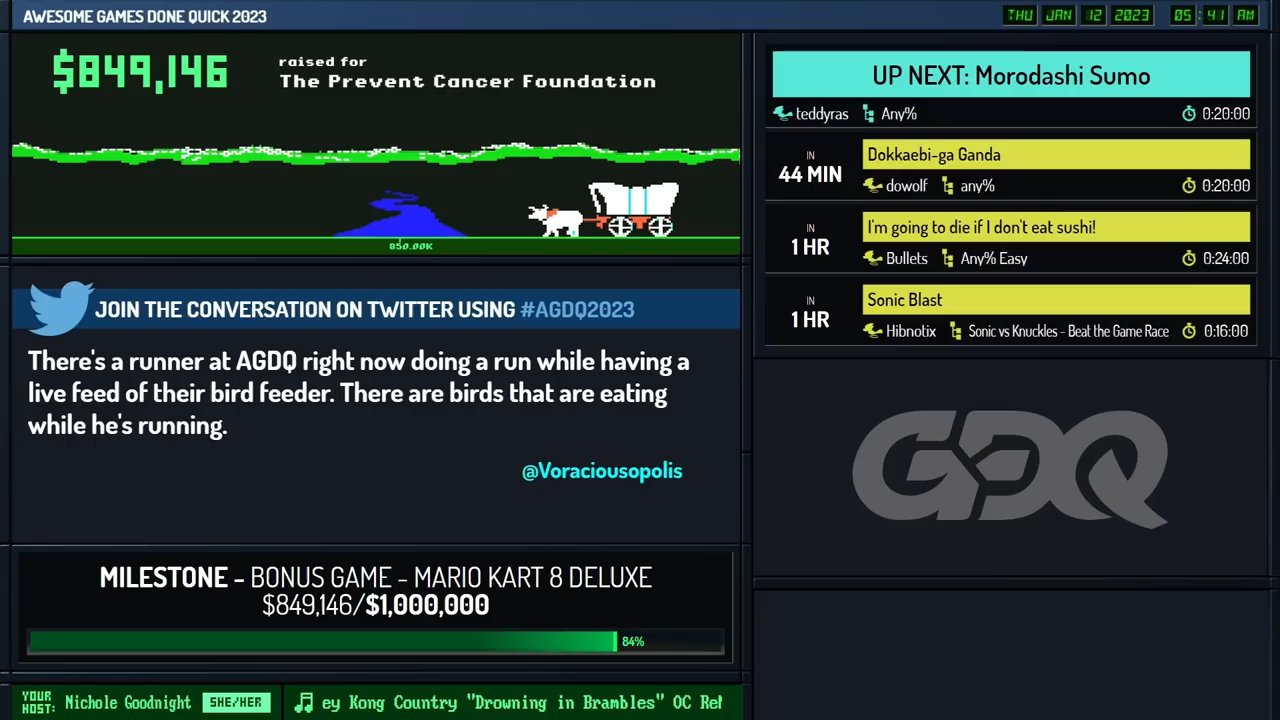 AWESOME GAMES DONE QUICK 2023
THU JAN 12 2023 05:41 AM
$849,146
raised for
The Prevent Cancer Foundation
850.00K
JOIN THE CONVERSATION ON TWITTER USING #AGDQ2023
There's a runner at AGDQ right now doing a run while having a
live feed of their bird feeder. There are birds that are eating
while he's running.
@Voraciousopolis
MILESTONE - BONUS GAME - MARIO KART 8 DELUXE
$849,146/$1,000,000
84%
YOUR HOST: Nichole Goodnight SHE/HER
ey Kong Country "Drowning in Brambles" OC ReM
UP NEXT: Morodashi Sumo
teddyras Any% 0:20:00
IN 44 MIN
Dokkaebi-ga Ganda
dowolf any% 0:20:00
IN 1 HR
I'm going to die if I don't eat sushi!
Bullets Any% Easy 0:24:00
IN 1 HR
Sonic Blast
Hibnotix Sonic vs Knuckles - Beat the Game Race 0:16:00
GDQ